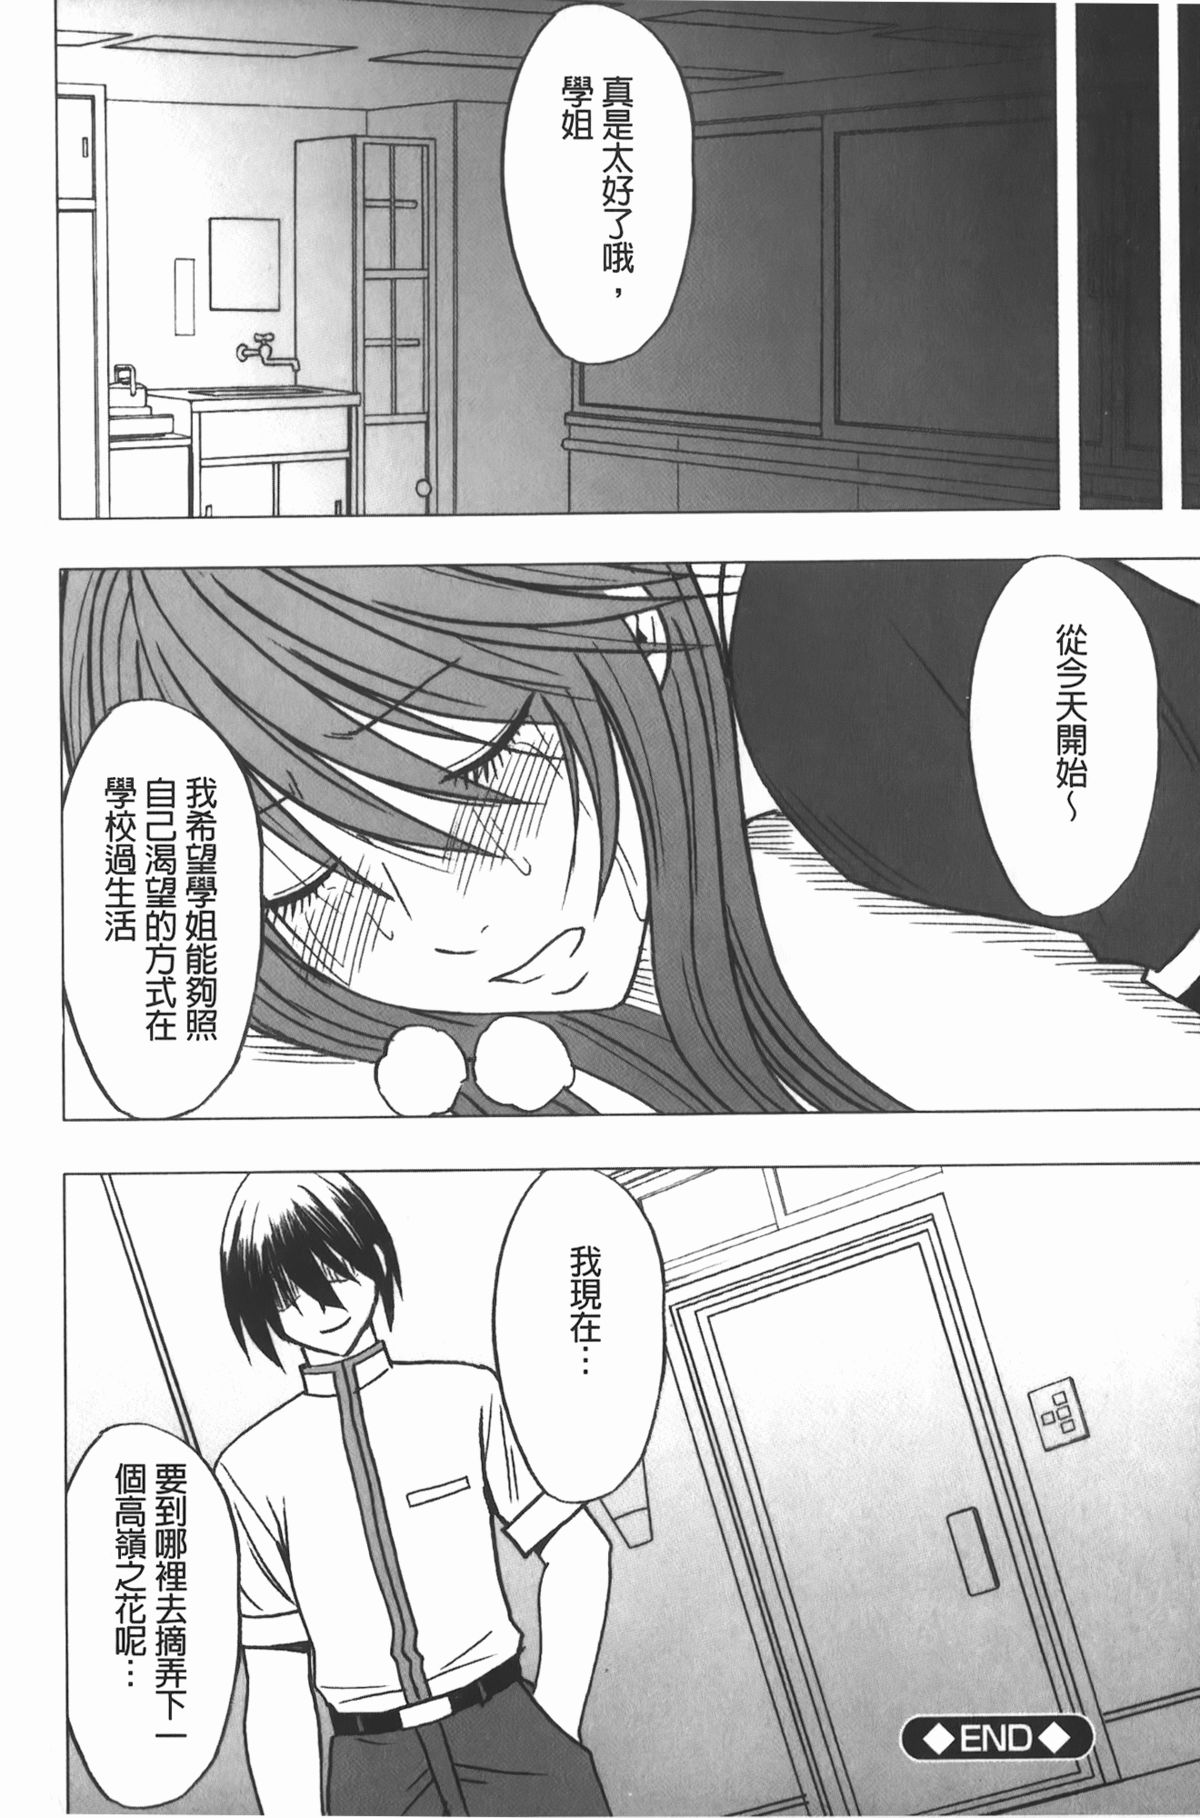 真是太好了哦，
學姐
從今天開始～
我希望學姐能夠照
自己渴望的方式在
學校過生活
我現在…
要到哪裡去摘弄下一
個高嶺之花呢…
◆END◆